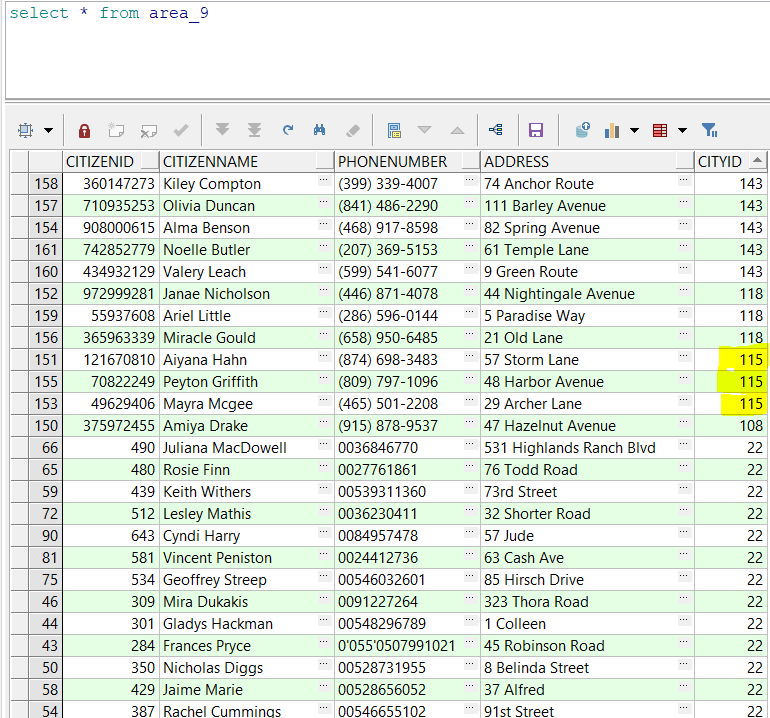 select * from area_9
CITIZENID CITIZENNAME PHONENUMBER ADDRESS CITYID
158 360147273 Kiley Compton ... (399) 339-4007 ... 74 Anchor Route ... 143
157 710935253 Olivia Duncan ... (841) 486-2290 ... 111 Barley Avenue ... 143
154 908000615 Alma Benson ... (468) 917-8598 ... 82 Spring Avenue ... 143
161 742852779 Noelle Butler ... (207) 369-5153 ... 61 Temple Lane ... 143
160 434932129 Valery Leach ... (599) 541-6077 ... 9 Green Route ... 143
152 972999281 Janae Nicholson ... (446) 871-4078 ... 44 Nightingale Avenue ... 118
159 55937608 Ariel Little ... (286) 596-0144 ... 5 Paradise Way ... 118
156 365963339 Miracle Gould ... (658) 950-6485 ... 21 Old Lane ... 118
151 121670810 Aiyana Hahn ... (874) 698-3483 ... 57 Storm Lane ... 115
155 70822249 Peyton Griffith ... (809) 797-1096 ... 48 Harbor Avenue ... 115
153 49629406 Mayra Mcgee ... (465) 501-2208 ... 29 Archer Lane ... 115
150 375972455 Amiya Drake ... (915) 878-9537 ... 47 Hazelnut Avenue ... 108
66 490 Juliana MacDowell ... 0036846770 ... 531 Highlands Ranch Blvd ... 22
65 480 Rosie Finn ... 0027761861 ... 76 Todd Road ... 22
59 439 Keith Withers ... 00539311360 ... 73rd Street ... 22
72 512 Lesley Mathis ... 0036230411 ... 32 Shorter Road ... 22
90 643 Cyndi Harry ... 0084957478 ... 57 Jude ... 22
81 581 Vincent Peniston ... 0024412736 ... 63 Cash Ave ... 22
75 534 Geoffrey Streep ... 00546032601 ... 85 Hirsch Drive ... 22
46 309 Mira Dukakis ... 0091227264 ... 323 Thora Road ... 22
44 301 Gladys Hackman ... 00548296789 ... 1 Colleen ... 22
43 284 Frances Pryce ... 0'055'0507991021 ... 45 Robinson Road ... 22
50 350 Nicholas Diggs ... 00528731955 ... 8 Belinda Street ... 22
58 429 Jaime Marie ... 00528656052 ... 37 Alfred ... 22
54 387 Rachel Cummings ... 00546655102 ... 91st Street ... 22